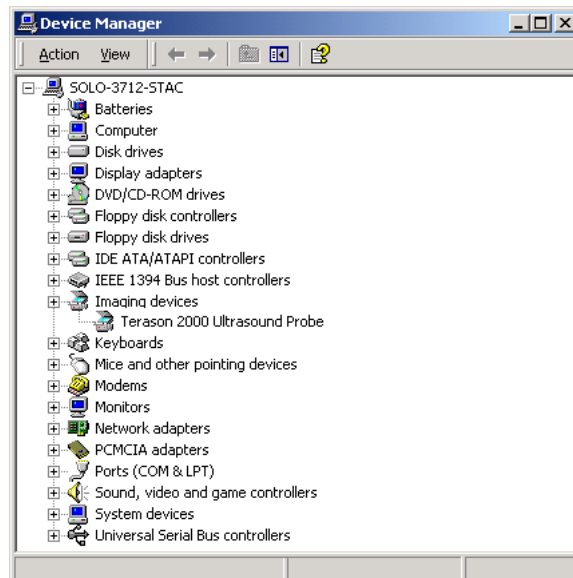 Device Manager
Action View
SOLO-3712-STAC
Batteries
Computer
Disk drives
Display adapters
DVD/CD-ROM drives
Floppy disk controllers
Floppy disk drives
IDE ATA/ATAPI controllers
IEEE 1394 Bus host controllers
Imaging devices
Terason 2000 Ultrasound Probe
Keyboards
Mice and other pointing devices
Modems
Monitors
Network adapters
PCMCIA adapters
Ports (COM & LPT)
Sound, video and game controllers
System devices
Universal Serial Bus controllers